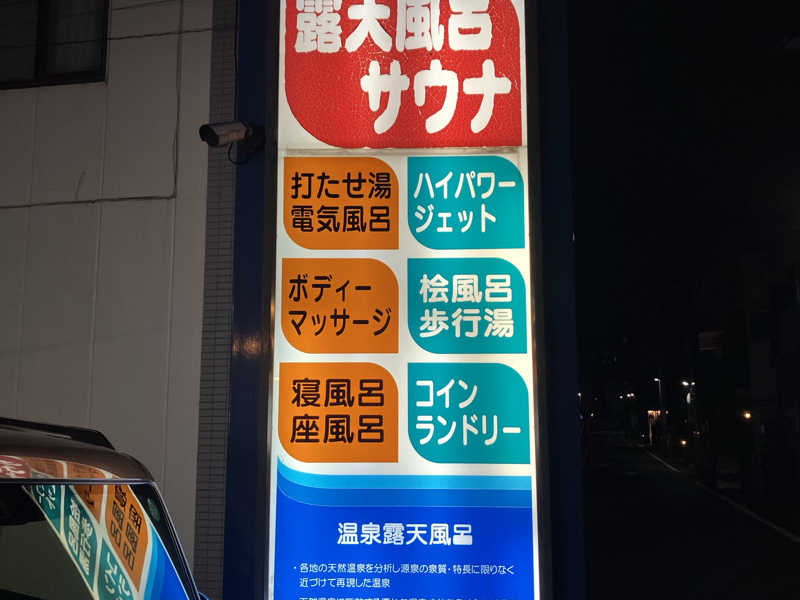 露天風呂
サウナ
打たせ湯
電気風呂
ハイパワー
ジェット
ボディー
マッサージ
桧風呂
歩行湯
寝風呂
座風呂
コイン
ランドリー
温泉露天風呂
・各地の天然温泉を分析し源泉の泉質・特長に限りなく
近づけて再現した温泉